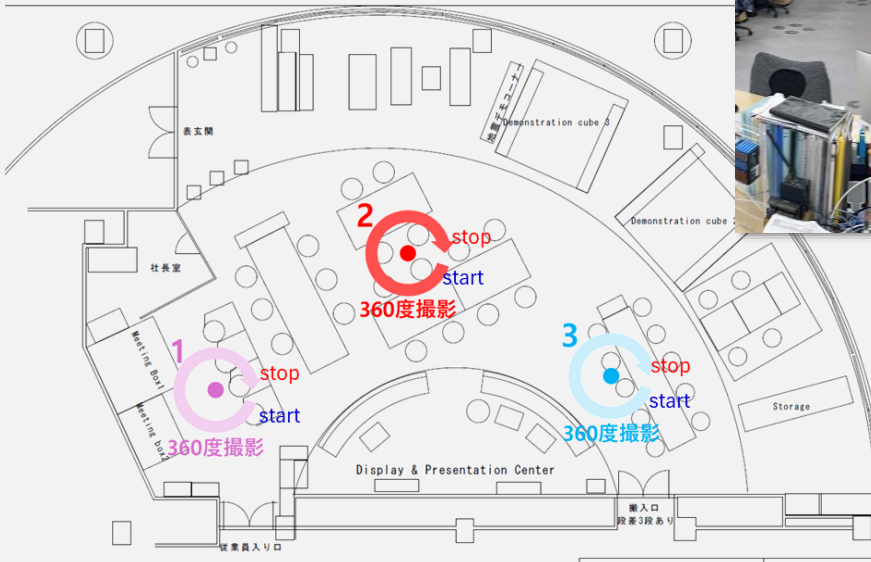 表玄関
地震デモコーナー
Demonstration cube 3
Demonstration cube 2
社長室
2
stop
start
360度撮影
1
stop
start
360度撮影
3
stop
start
360度撮影
Meeting Box1
Meeting box2
Storage
Display & Presentation Center
搬入口
段差3段あり
従業員入り口